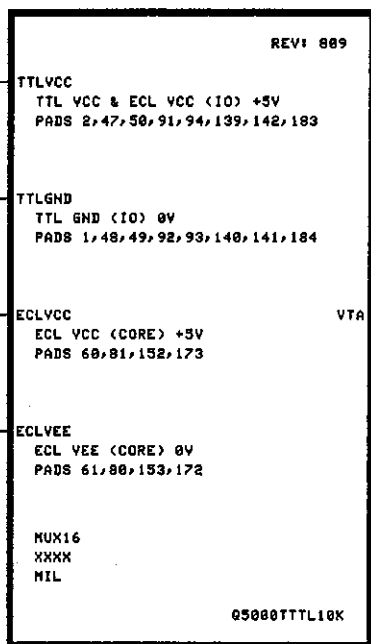 REV: 809
TTLVCC
TTL VCC & ECL VCC (IO) +5V
PADS 2,47,50,91,94,139,142,183
TTLGND
TTL GND (IO) 0V
PADS 1,48,49,92,93,140,141,184
ECLVCC VTA
ECL VCC (CORE) +5V
PADS 60,81,152,173
ECLVEE
ECL VEE (CORE) 0V
PADS 61,80,153,172
MUX16
XXXX
MIL
Q5000TTTL10K